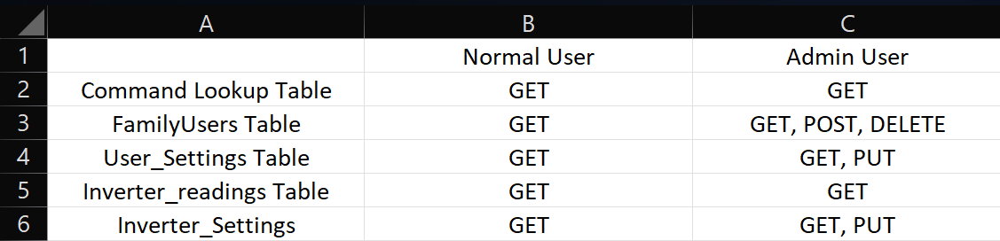 A B C
1 Normal User Admin User
2 Command Lookup Table GET GET
3 FamilyUsers Table GET GET, POST, DELETE
4 User_Settings Table GET GET, PUT
5 Inverter_readings Table GET GET
6 Inverter_Settings GET GET, PUT